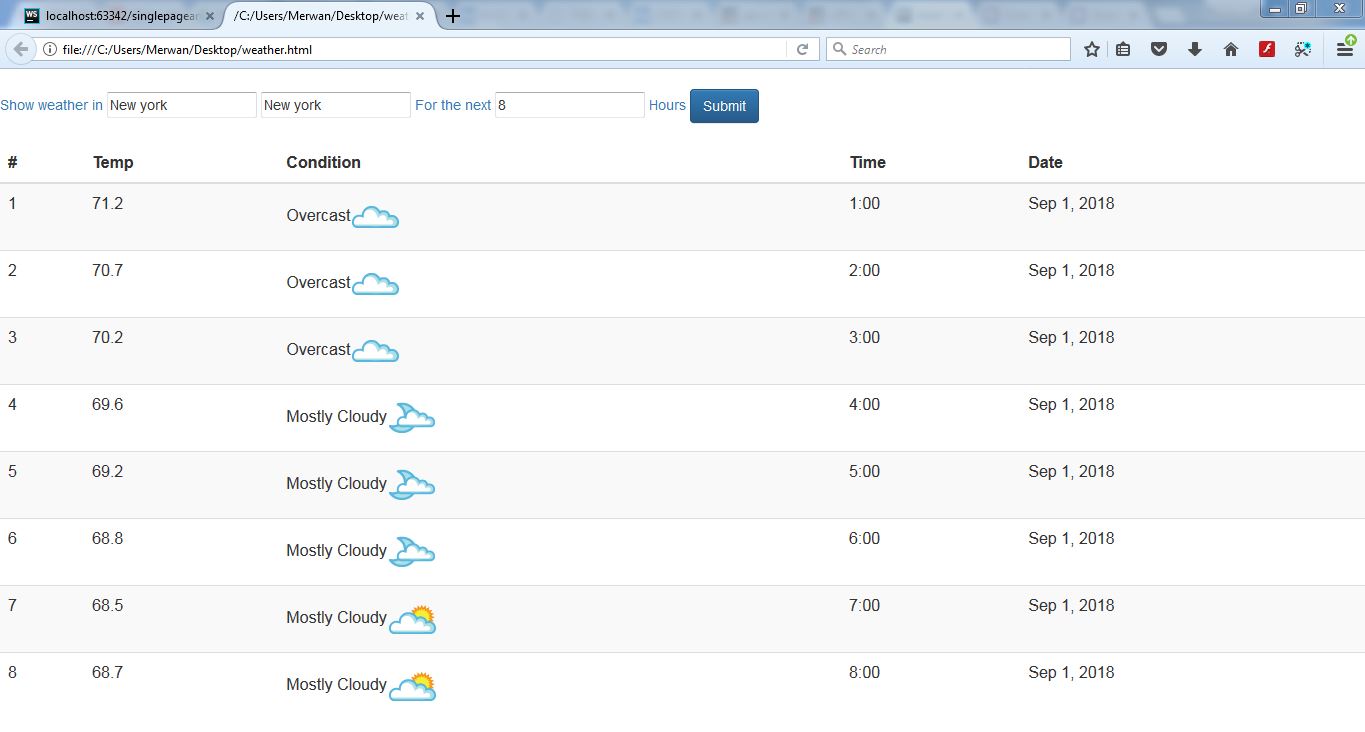 WS localhost:63342/singlepagear
/C:/Users/Merwan/Desktop/weat
file:///C:/Users/Merwan/Desktop/weather.html
Search
Show weather in New york New york For the next 8 Hours Submit
# Temp Condition Time Date
1 71.2 Overcast 1:00 Sep 1, 2018
2 70.7 Overcast 2:00 Sep 1, 2018
3 70.2 Overcast 3:00 Sep 1, 2018
4 69.6 Mostly Cloudy 4:00 Sep 1, 2018
5 69.2 Mostly Cloudy 5:00 Sep 1, 2018
6 68.8 Mostly Cloudy 6:00 Sep 1, 2018
7 68.5 Mostly Cloudy 7:00 Sep 1, 2018
8 68.7 Mostly Cloudy 8:00 Sep 1, 2018